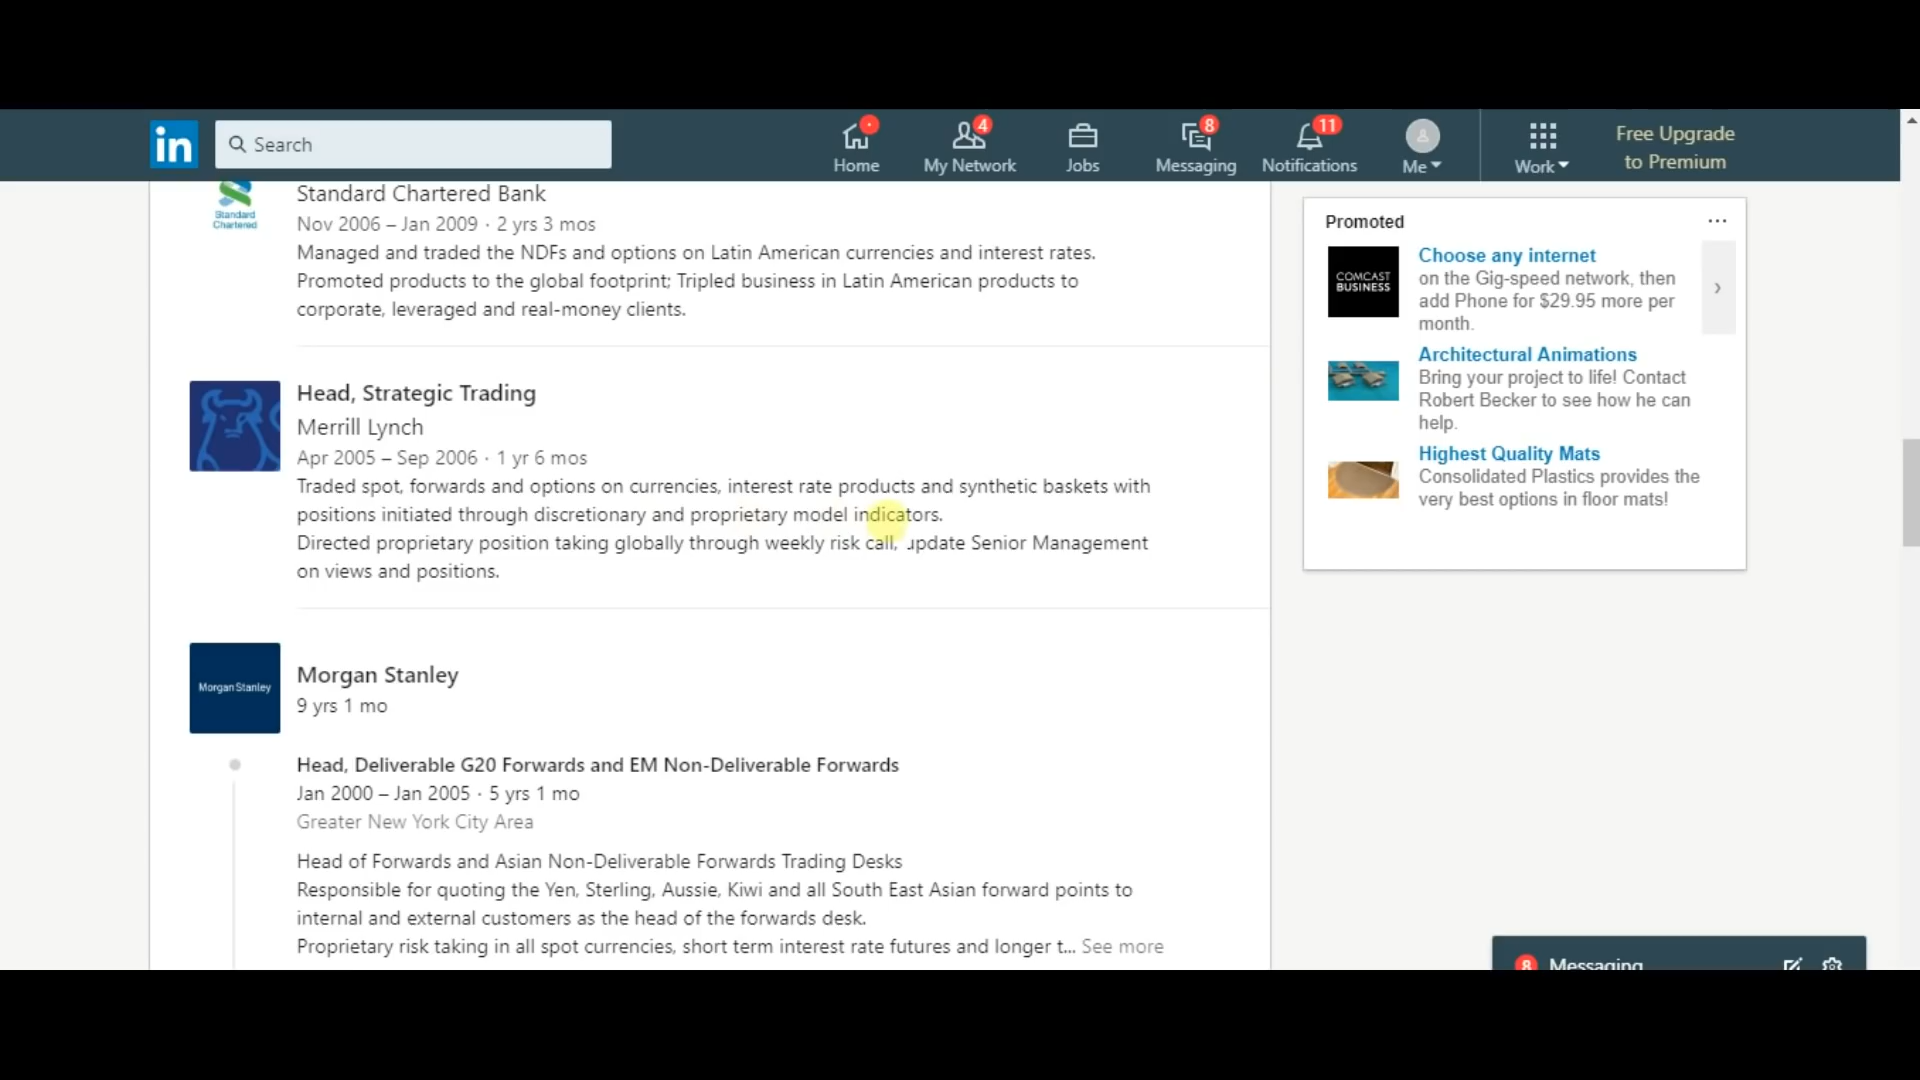 in
Search
Home
4
My Network
Jobs
8
Messaging
11
Notifications
Me
Work
Free Upgrade
to Premium
Standard
Chartered
Standard Chartered Bank
Nov 2006 – Jan 2009 · 2 yrs 3 mos
Managed and traded the NDFs and options on Latin American currencies and interest rates.
Promoted products to the global footprint; Tripled business in Latin American products to
corporate, leveraged and real-money clients.
Head, Strategic Trading
Merrill Lynch
Apr 2005 – Sep 2006 · 1 yr 6 mos
Traded spot, forwards and options on currencies, interest rate products and synthetic baskets with
positions initiated through discretionary and proprietary model indicators.
Directed proprietary position taking globally through weekly risk call, update Senior Management
on views and positions.
Morgan Stanley
Morgan Stanley
9 yrs 1 mo
Head, Deliverable G20 Forwards and EM Non-Deliverable Forwards
Jan 2000 – Jan 2005 · 5 yrs 1 mo
Greater New York City Area
Head of Forwards and Asian Non-Deliverable Forwards Trading Desks
Responsible for quoting the Yen, Sterling, Aussie, Kiwi and all South East Asian forward points to
internal and external customers as the head of the forwards desk.
Proprietary risk taking in all spot currencies, short term interest rate futures and longer t... See more
Promoted
COMCAST
BUSINESS
Choose any internet
on the Gig-speed network, then
add Phone for $29.95 more per
month.
Architectural Animations
Bring your project to life! Contact
Robert Becker to see how he can
help.
Highest Quality Mats
Consolidated Plastics provides the
very best options in floor mats!
8
Messaging